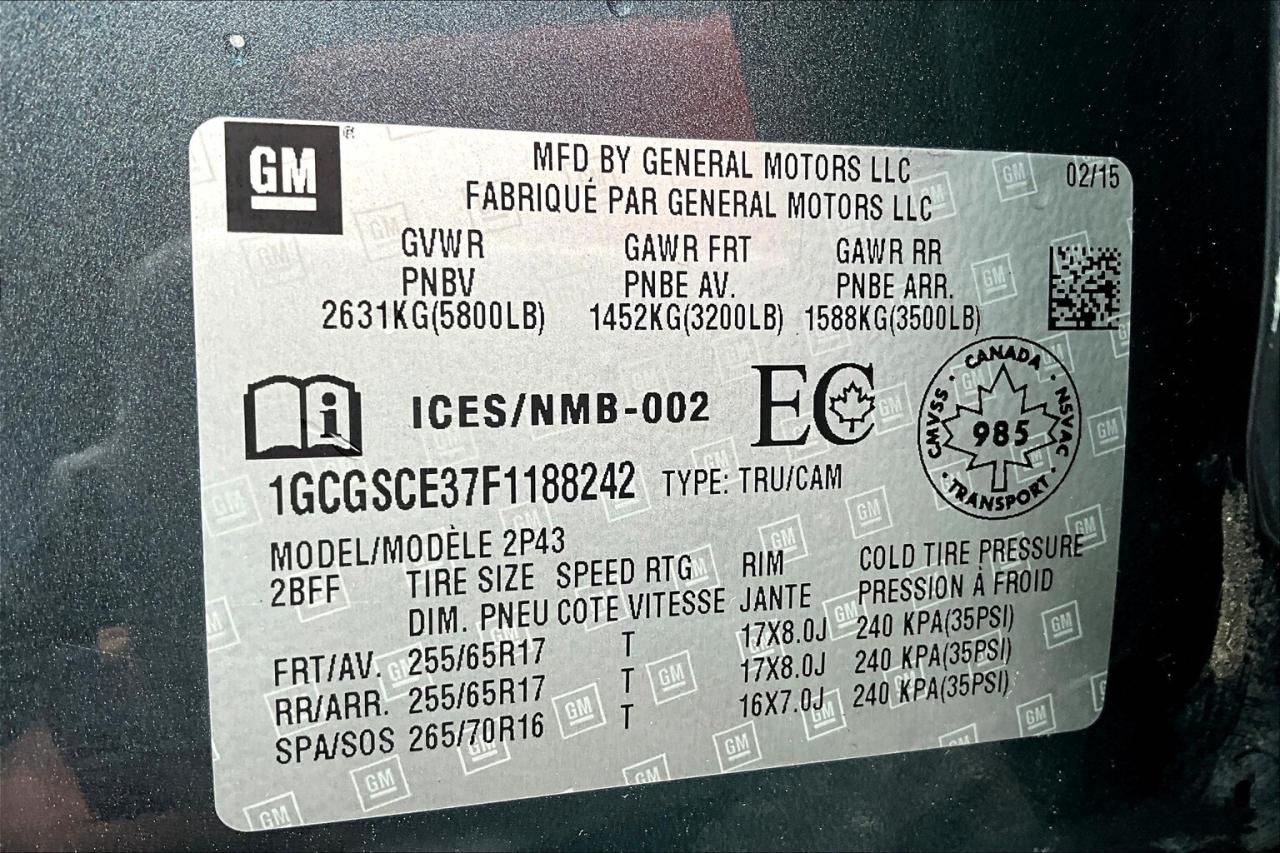 GM ®
MFD BY GENERAL MOTORS LLC 02/15
FABRIQUÉ PAR GENERAL MOTORS LLC
GVWR GAWR FRT GAWR RR
PNBV PNBE AV. PNBE ARR.
2631KG(5800LB) 1452KG(3200LB) 1588KG(3500LB)
i ICES/NMB-002 EC
CANADA · NSVAC · TRANSPORT · CMVSS ·
985
1GCGSCE37F1188242 TYPE: TRU/CAM
MODEL/MODÈLE 2P43
2BFF TIRE SIZE SPEED RTG RIM COLD TIRE PRESSURE
DIM. PNEU COTE VITESSE JANTE PRESSION À FROID
FRT/AV. 255/65R17 T 17X8.0J 240 KPA(35PSI)
RR/ARR. 255/65R17 T 17X8.0J 240 KPA(35PSI)
SPA/SOS 265/70R16 T 16X7.0J 240 KPA(35PSI)